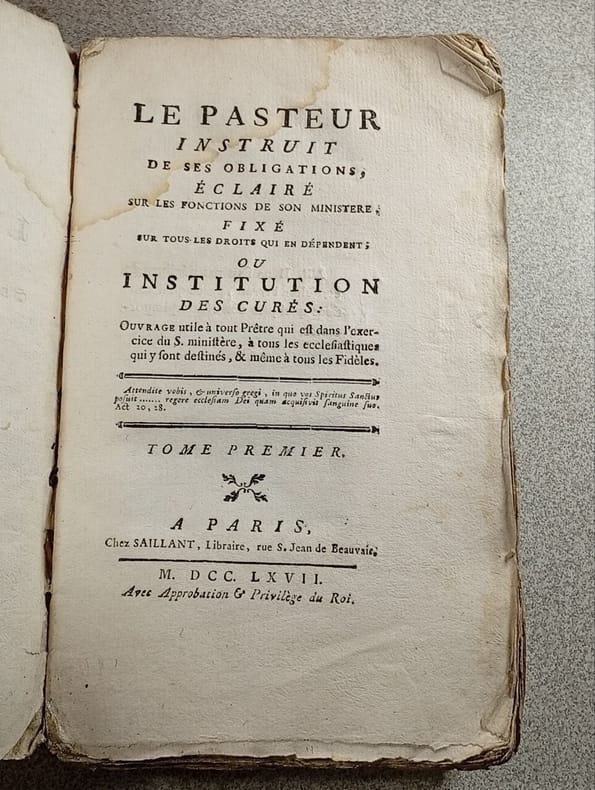 LE PASTEUR
INSTRUIT
DE SES OBLIGATIONS,
ÉCLAIRÉ
SUR LES FONCTIONS DE SON MINISTERE;
FIXÉ
SUR TOUS LES DROITS QUI EN DÉPENDENT;
OU
INSTITUTION
DES CURÉS:
OUVRAGE utile à tout Prêtre qui eſt dans l'exer-
cice du S. miniſtère, à tous les eccleſiaſtiques
qui y ſont deſtinés, & même à tous les Fidèles.
Attendite vobis, & univerſo gregi, in quo vos Spiritus Sanctus
poſuit ....... regere eccleſiam Dei quam acquiſivit ſanguine ſuo.
Act 20, 28.
TOME PREMIER.
A PARIS,
Chez SAILLANT, Libraire, rue S. Jean de Beauvais.
M. DCC. LXVII.
Avec Approbation & Privilège du Roi.